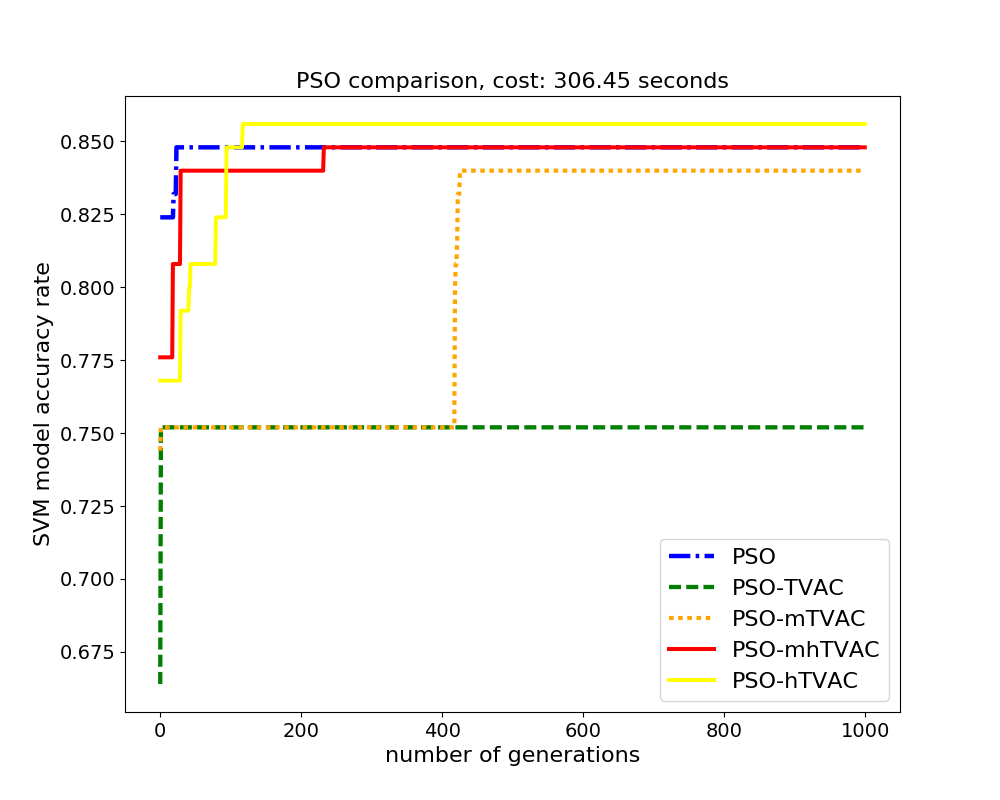 PSO comparison, cost: 306.45 seconds
SVM model accuracy rate
0.850
0.825
0.800
0.775
0.750
0.725
0.700
0.675
PSO
PSO-TVAC
PSO-mTVAC
PSO-mhTVAC
PSO-hTVAC
0 200 400 600 800 1000
number of generations